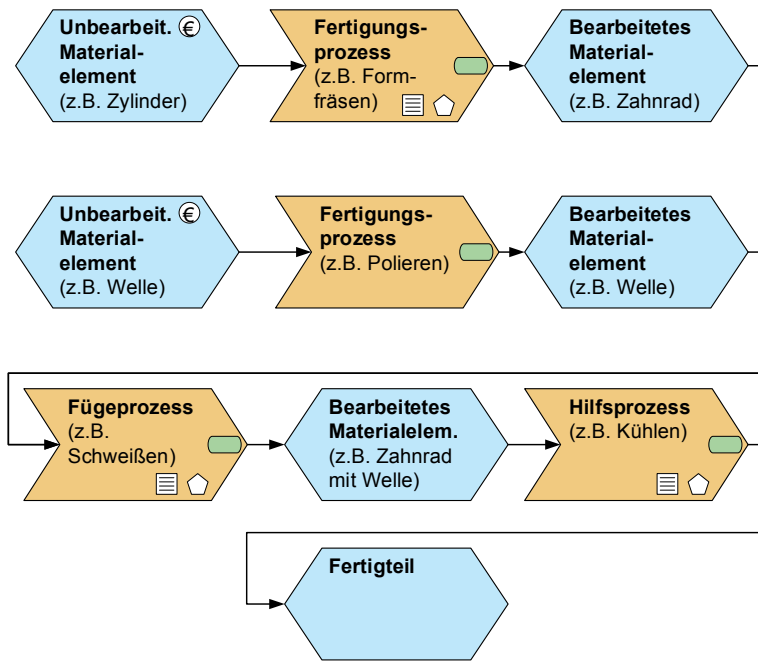 Unbearbeit. €
Material-
element
(z.B. Zylinder)
Fertigungs-
prozess
(z.B. Form-
fräsen)
Bearbeitetes
Material-
element
(z.B. Zahnrad)
Unbearbeit. €
Material-
element
(z.B. Welle)
Fertigungs-
prozess
(z.B. Polieren)
Bearbeitetes
Material-
element
(z.B. Welle)
Fügeprozess
(z.B.
Schweißen)
Bearbeitetes
Materialelem.
(z.B. Zahnrad
mit Welle)
Hilfsprozess
(z.B. Kühlen)
Fertigteil